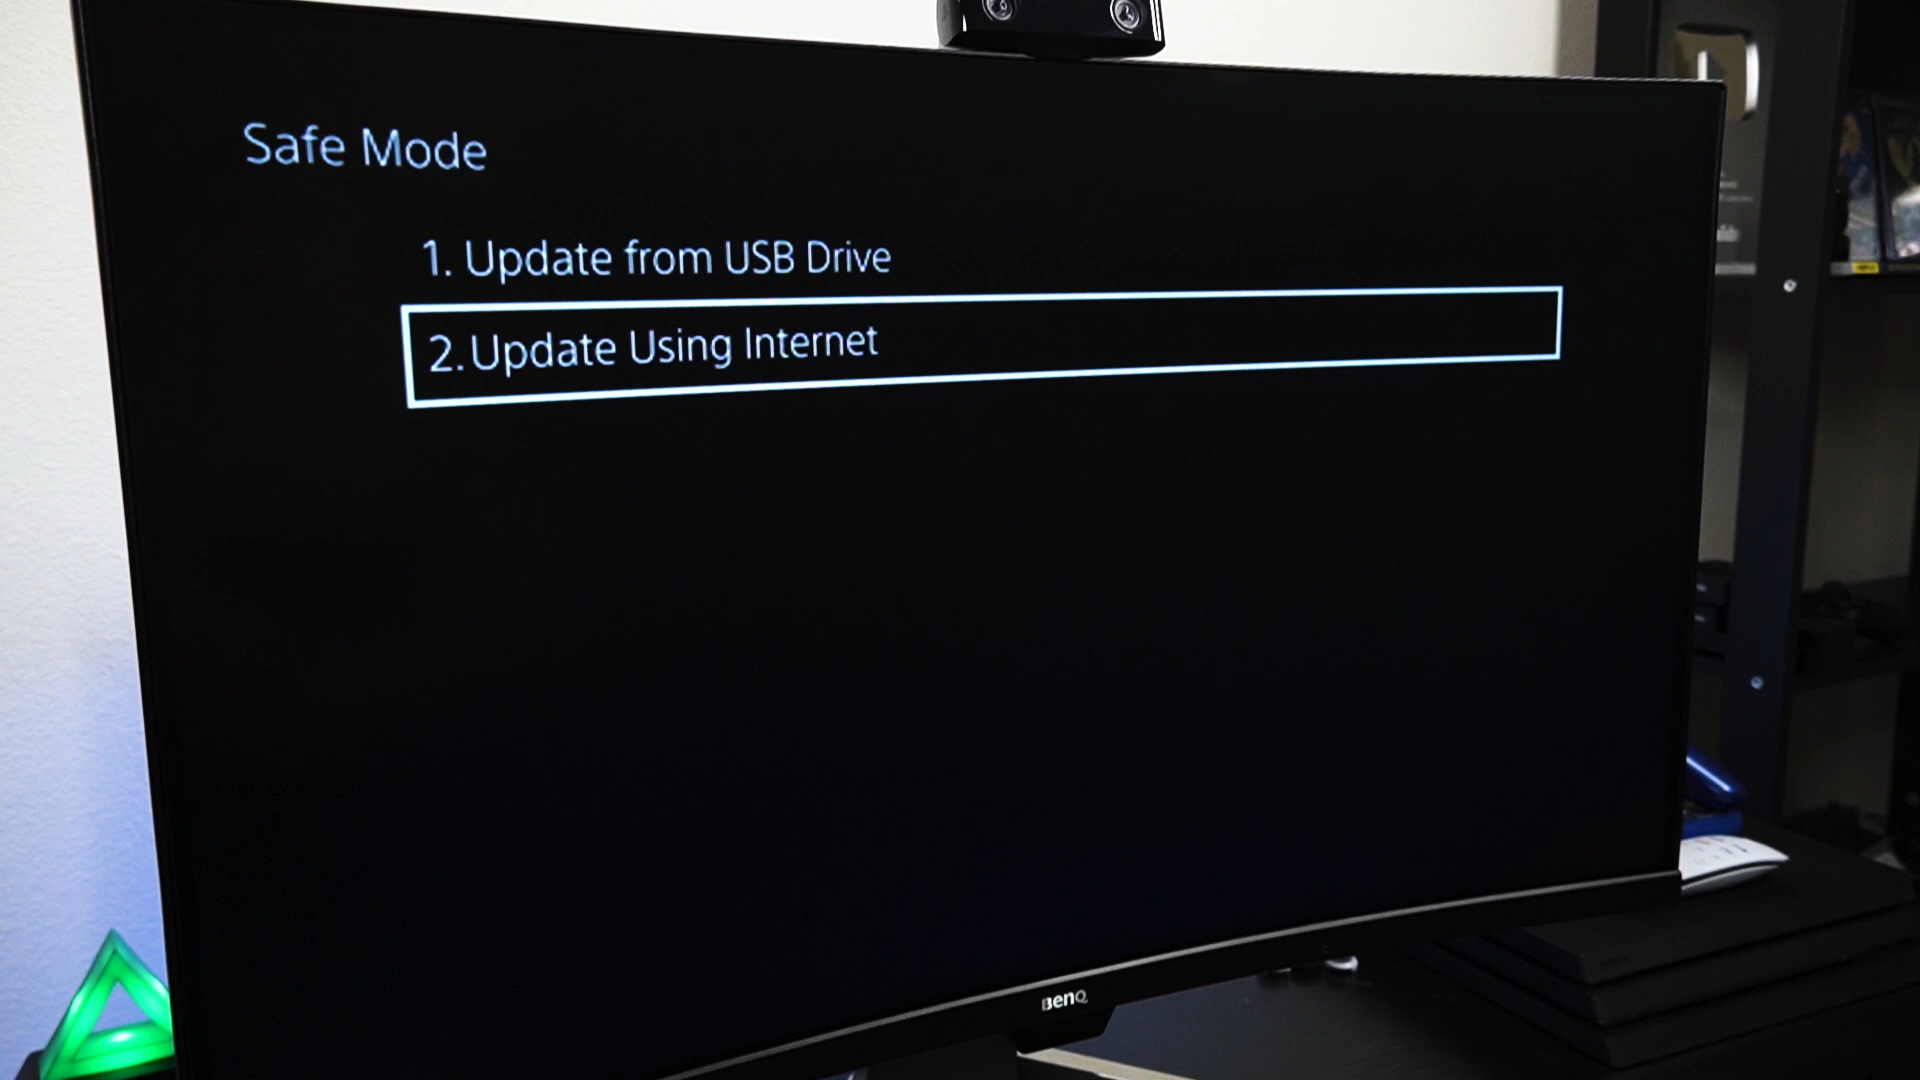 Safe Mode
1. Update from USB Drive
2. Update Using Internet
BenQ